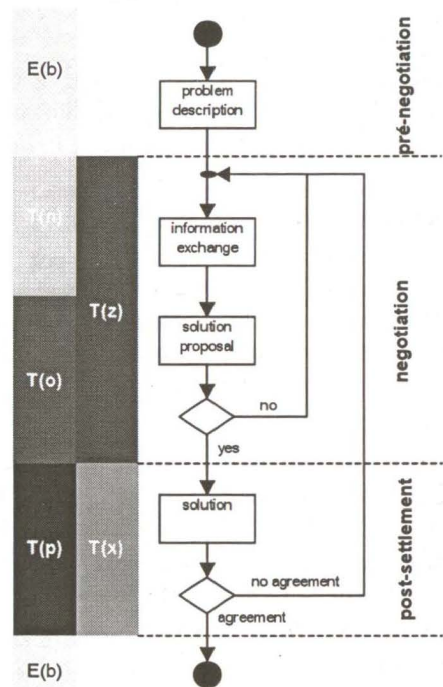 E(b)
problem
description
pré-negotiation
T(n)
T(z)
information
exchange
negotiation
solution
proposal
T(o)
no
yes
solution
T(p)
T(x)
no agreement
agreement
post-settlement
E(b)